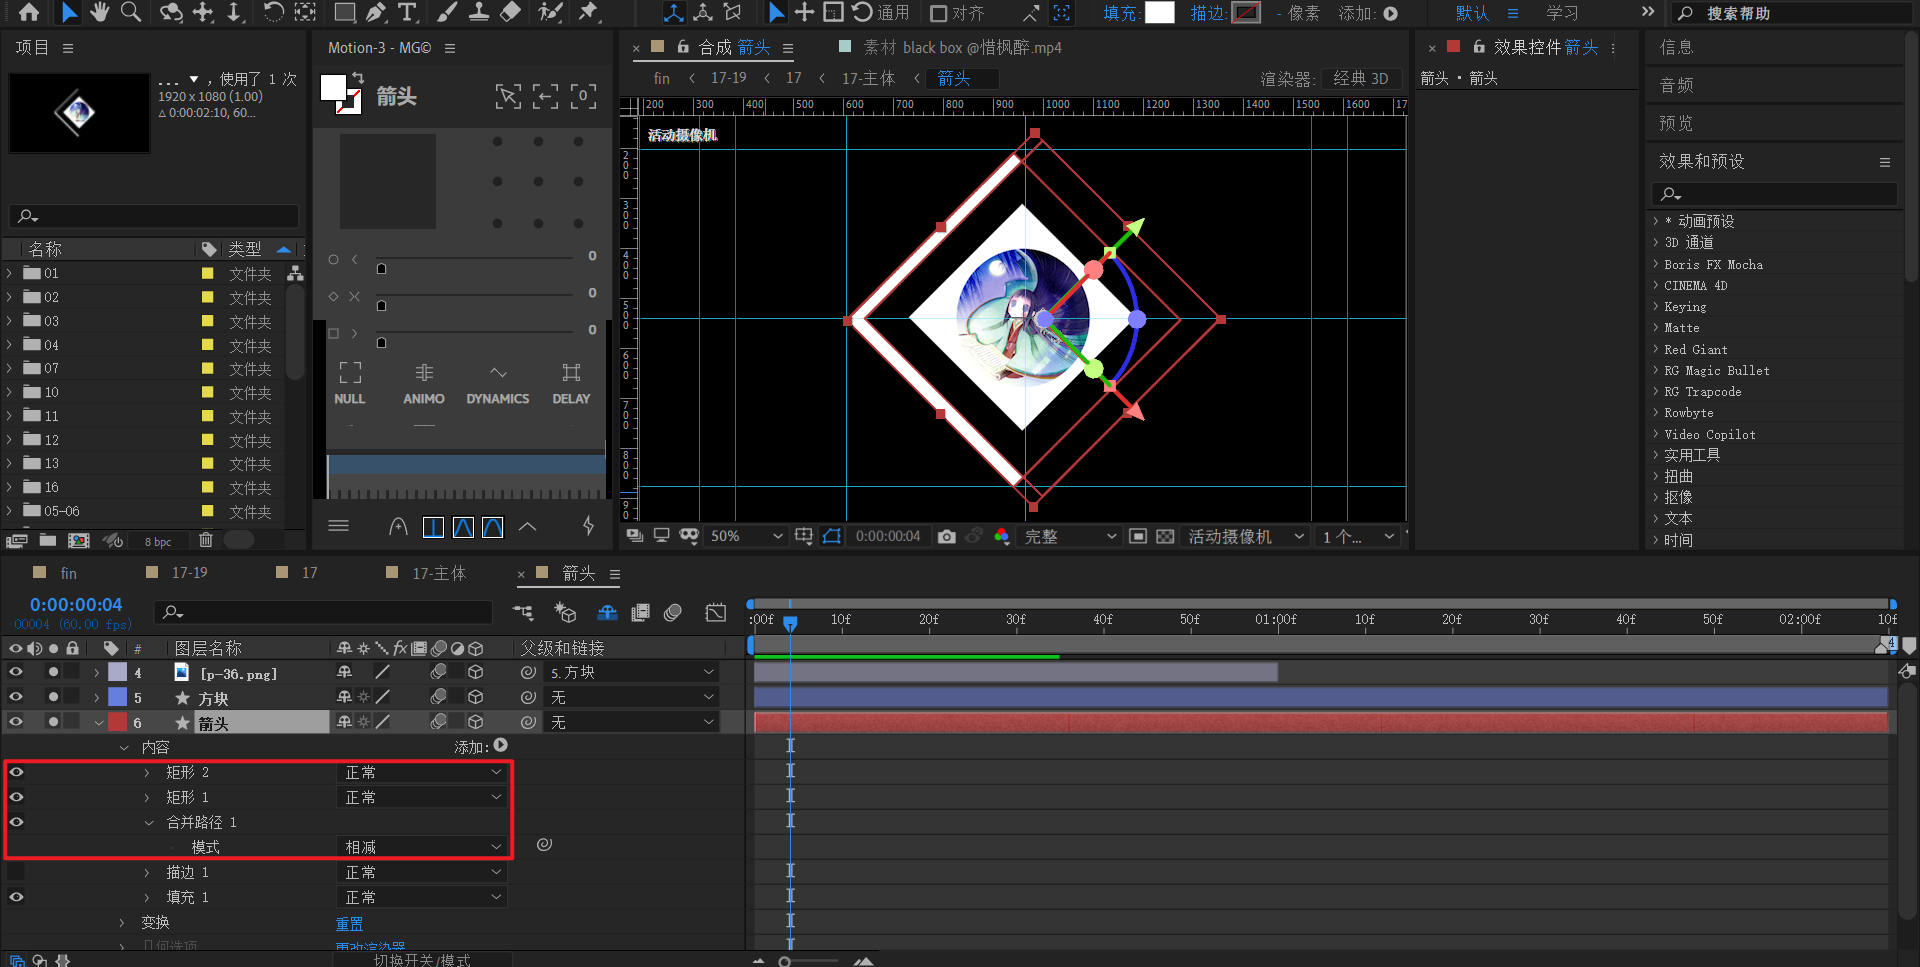 通用
对齐
填充:
描边:
- 像素
添加:
默认
学习
搜索帮助
项目
... ▼ , 使用了 1 次
1920 x 1080 (1.00)
Δ 0:00:02:10, 60...
名称
类型
01 文件夹
02 文件夹
03 文件夹
04 文件夹
07 文件夹
10 文件夹
11 文件夹
12 文件夹
13 文件夹
16 文件夹
05-06 文件夹
8 bpc
Motion-3 - MG©
箭头
0
0
0
NULL ANIMO DYNAMICS DELAY
合成 箭头
素材 black box @惜枫醉.mp4
fin < 17-19 < 17 < 17-主体 < 箭头
渲染器: 经典 3D
200 300 400 500 600 700 800 900 1000 1100 1200 1300 1400 1500 1600 17
200
300
400
500
600
700
800
90
活动摄像机
50%
0:00:00:04
完整
活动摄像机
1 个...
效果控件 箭头
箭头 · 箭头
信息
音频
预览
效果和预设
* 动画预设
3D 通道
Boris FX Mocha
CINEMA 4D
Keying
Matte
Red Giant
RG Magic Bullet
RG Trapcode
Rowbyte
Video Copilot
实用工具
扭曲
抠像
文本
时间
fin
17-19
17
17-主体
箭头
0:00:00:04
00004 (60.00 fps)
:00f 10f 20f 30f 40f 50f 01:00f 10f 20f 30f 40f 50f 02:00f 10f
4
# 图层名称 fx 父级和链接
4 [p-36.png] 5.方块
5 方块 无
6 箭头 无
内容 添加:
矩形 2 正常
矩形 1 正常
合并路径 1
模式 相减
描边 1 正常
填充 1 正常
变换 重置
几何选项 更改渲染器
切换开关/模式